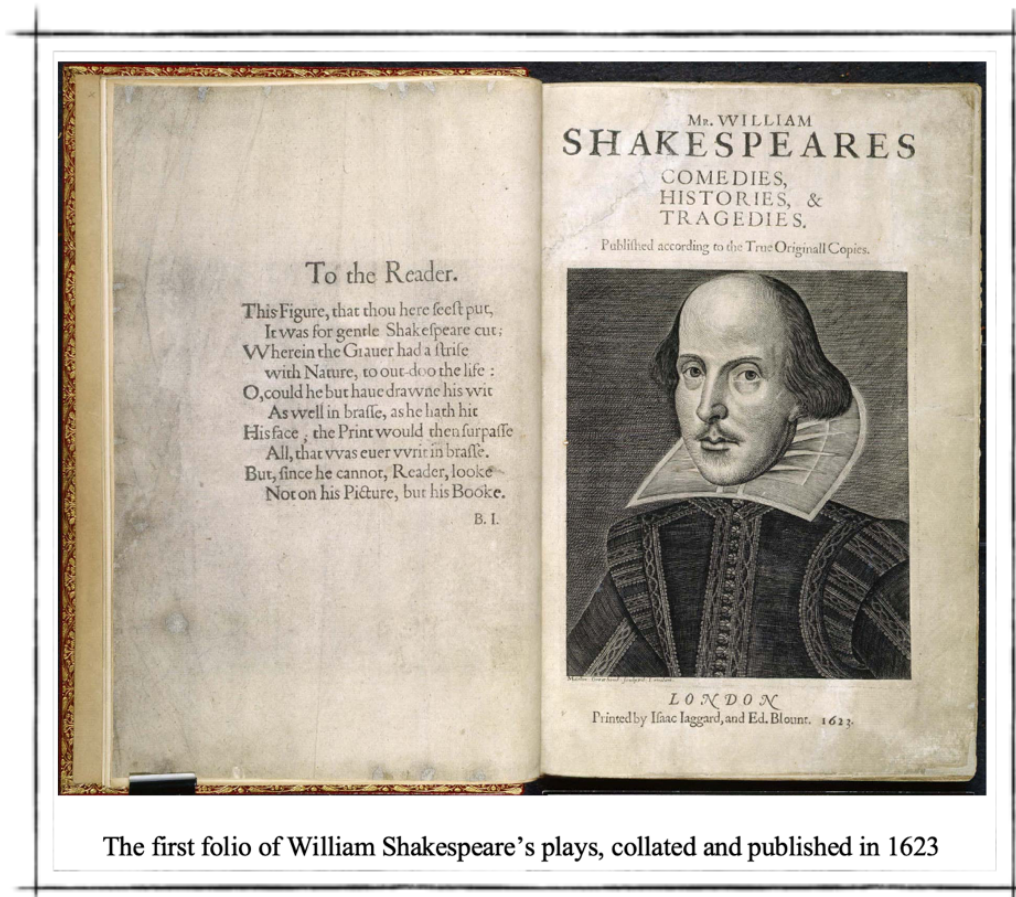 To the Reader.
This Figure, that thou here seeſt put,
It was for gentle Shakeſpeare cut;
Wherein the Grauer had a ſtrife
with Nature, to out-doo the life :
O, could he but haue drawne his wit
As well in braſſe, as he hath hit
His face ; the Print would then ſurpaſſe
All, that vvas euer vvrit in braſſe.
But, ſince he cannot, Reader, looke
Not on his Picture, but his Booke.
B. I.
Mr. WILLIAM
SHAKESPEARES
COMEDIES,
HISTORIES, &
TRAGEDIES.
Publiſhed according to the True Originall Copies.
Martin Droeshout sculpsit London.
LONDON
Printed by Iſaac Iaggard, and Ed. Blount. 1623.
The first folio of William Shakespeare’s plays, collated and published in 1623